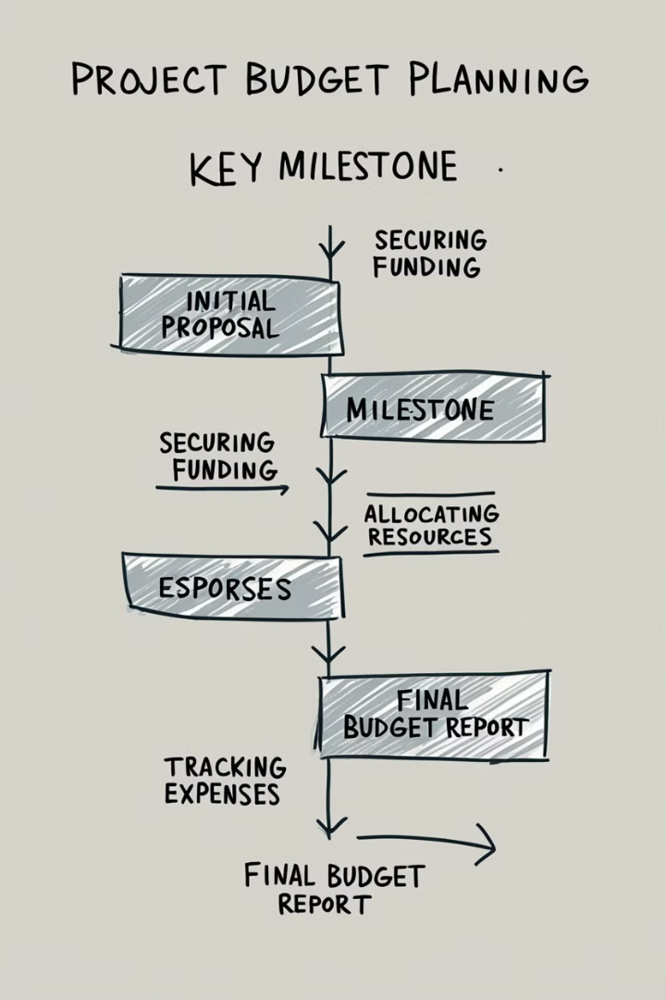 PROJECT BUDGET PLANNING
KEY MILESTONE
SECURING
FUNDING
INITIAL
PROPOSAL
MILESTONE
SECURING
FUNDING
ALLOCATING
RESOURCES
ESPORSES
FINAL
BUDGET REPORT
TRACKING
EXPENSES
FINAL BUDGET
REPORT